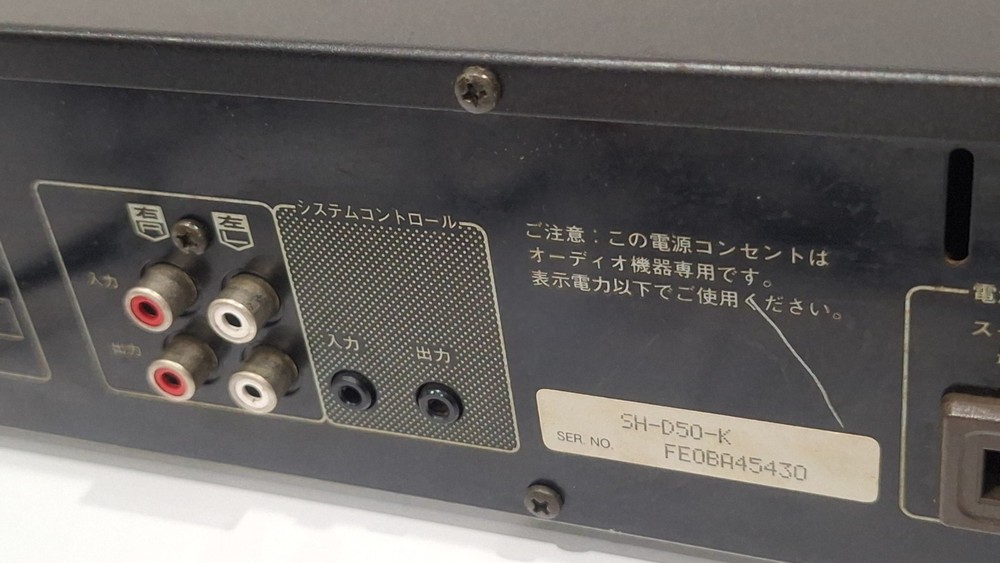 右 左
システムコントロール
入力
出力
入力 出力
ご注意：この電源コンセントは
オーディオ機器専用です。
表示電力以下でご使用ください。
SH-D50-K
SER. NO. FE0BA45430
電
ス